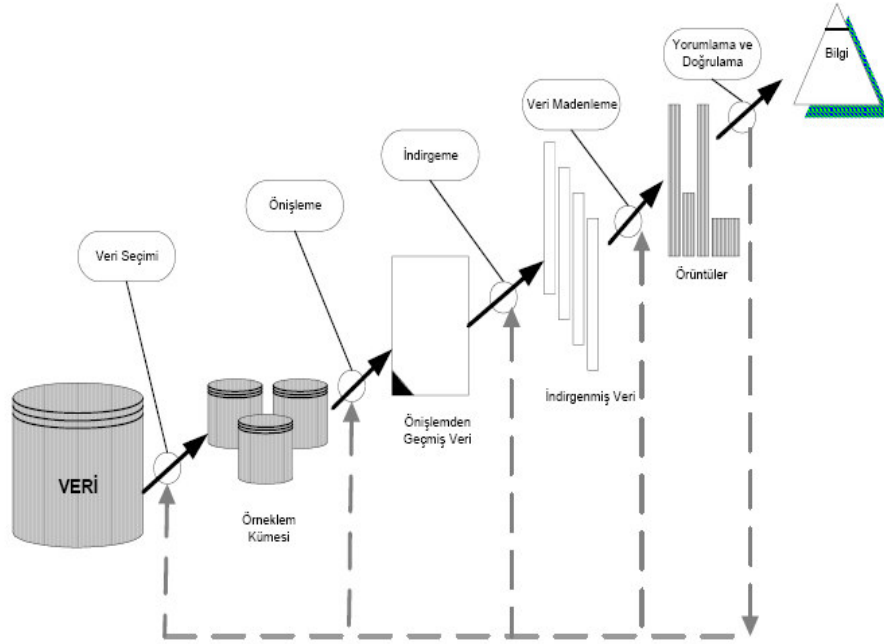 Yorumlama ve
Doğrulama
Bilgi
Veri Madenleme
İndirgeme
Önişleme
Veri Seçimi
Örüntüler
İndirgenmiş Veri
Önişlemden
Geçmiş Veri
VERİ
Örneklem
Kümesi